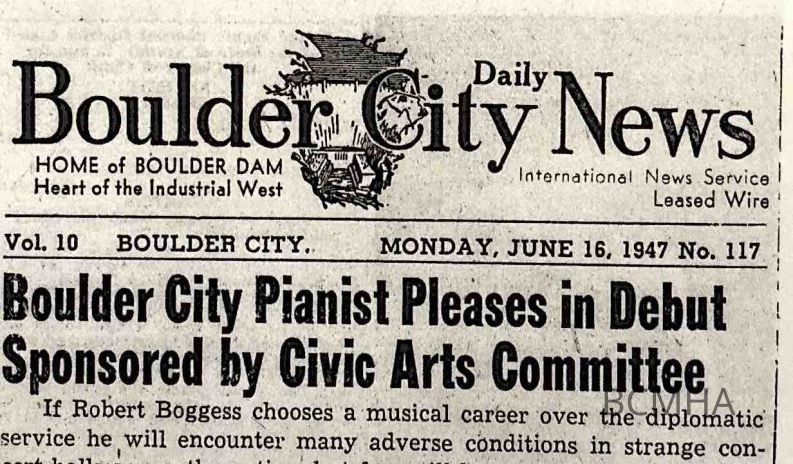 Boulder City Daily News
HOME of BOULDER DAM
Heart of the Industrial West
International News Service
Leased Wire
Vol. 10 BOULDER CITY, MONDAY, JUNE 16, 1947 No. 117
Boulder City Pianist Pleases in Debut
Sponsored by Civic Arts Committee
BCMHA
If Robert Boggess chooses a musical career over the diplomatic
service he will encounter many adverse conditions in strange con-